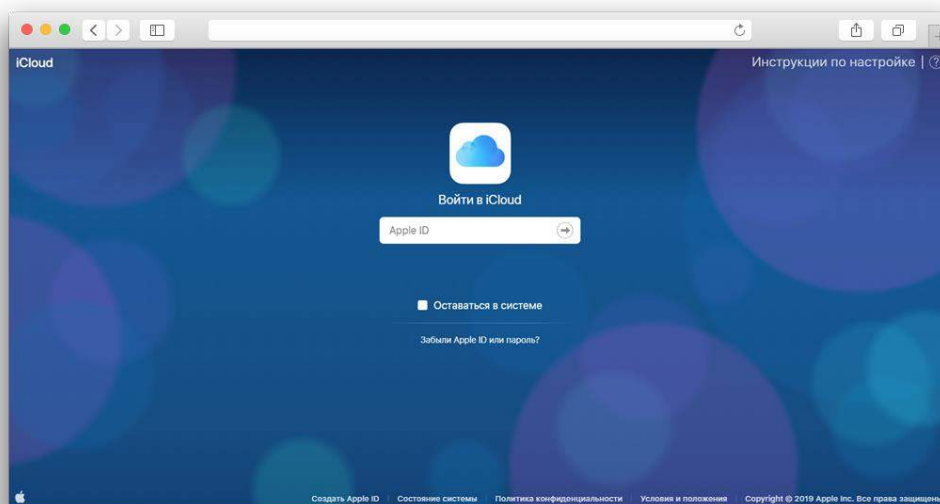 iCloud
Инструкции по настройке | ?
Войти в iCloud
Apple ID
Оставаться в системе
Забыли Apple ID или пароль?
Создать Apple ID Состояние системы Политика конфиденциальности Условия и положения Copyright © 2019 Apple Inc. Все права